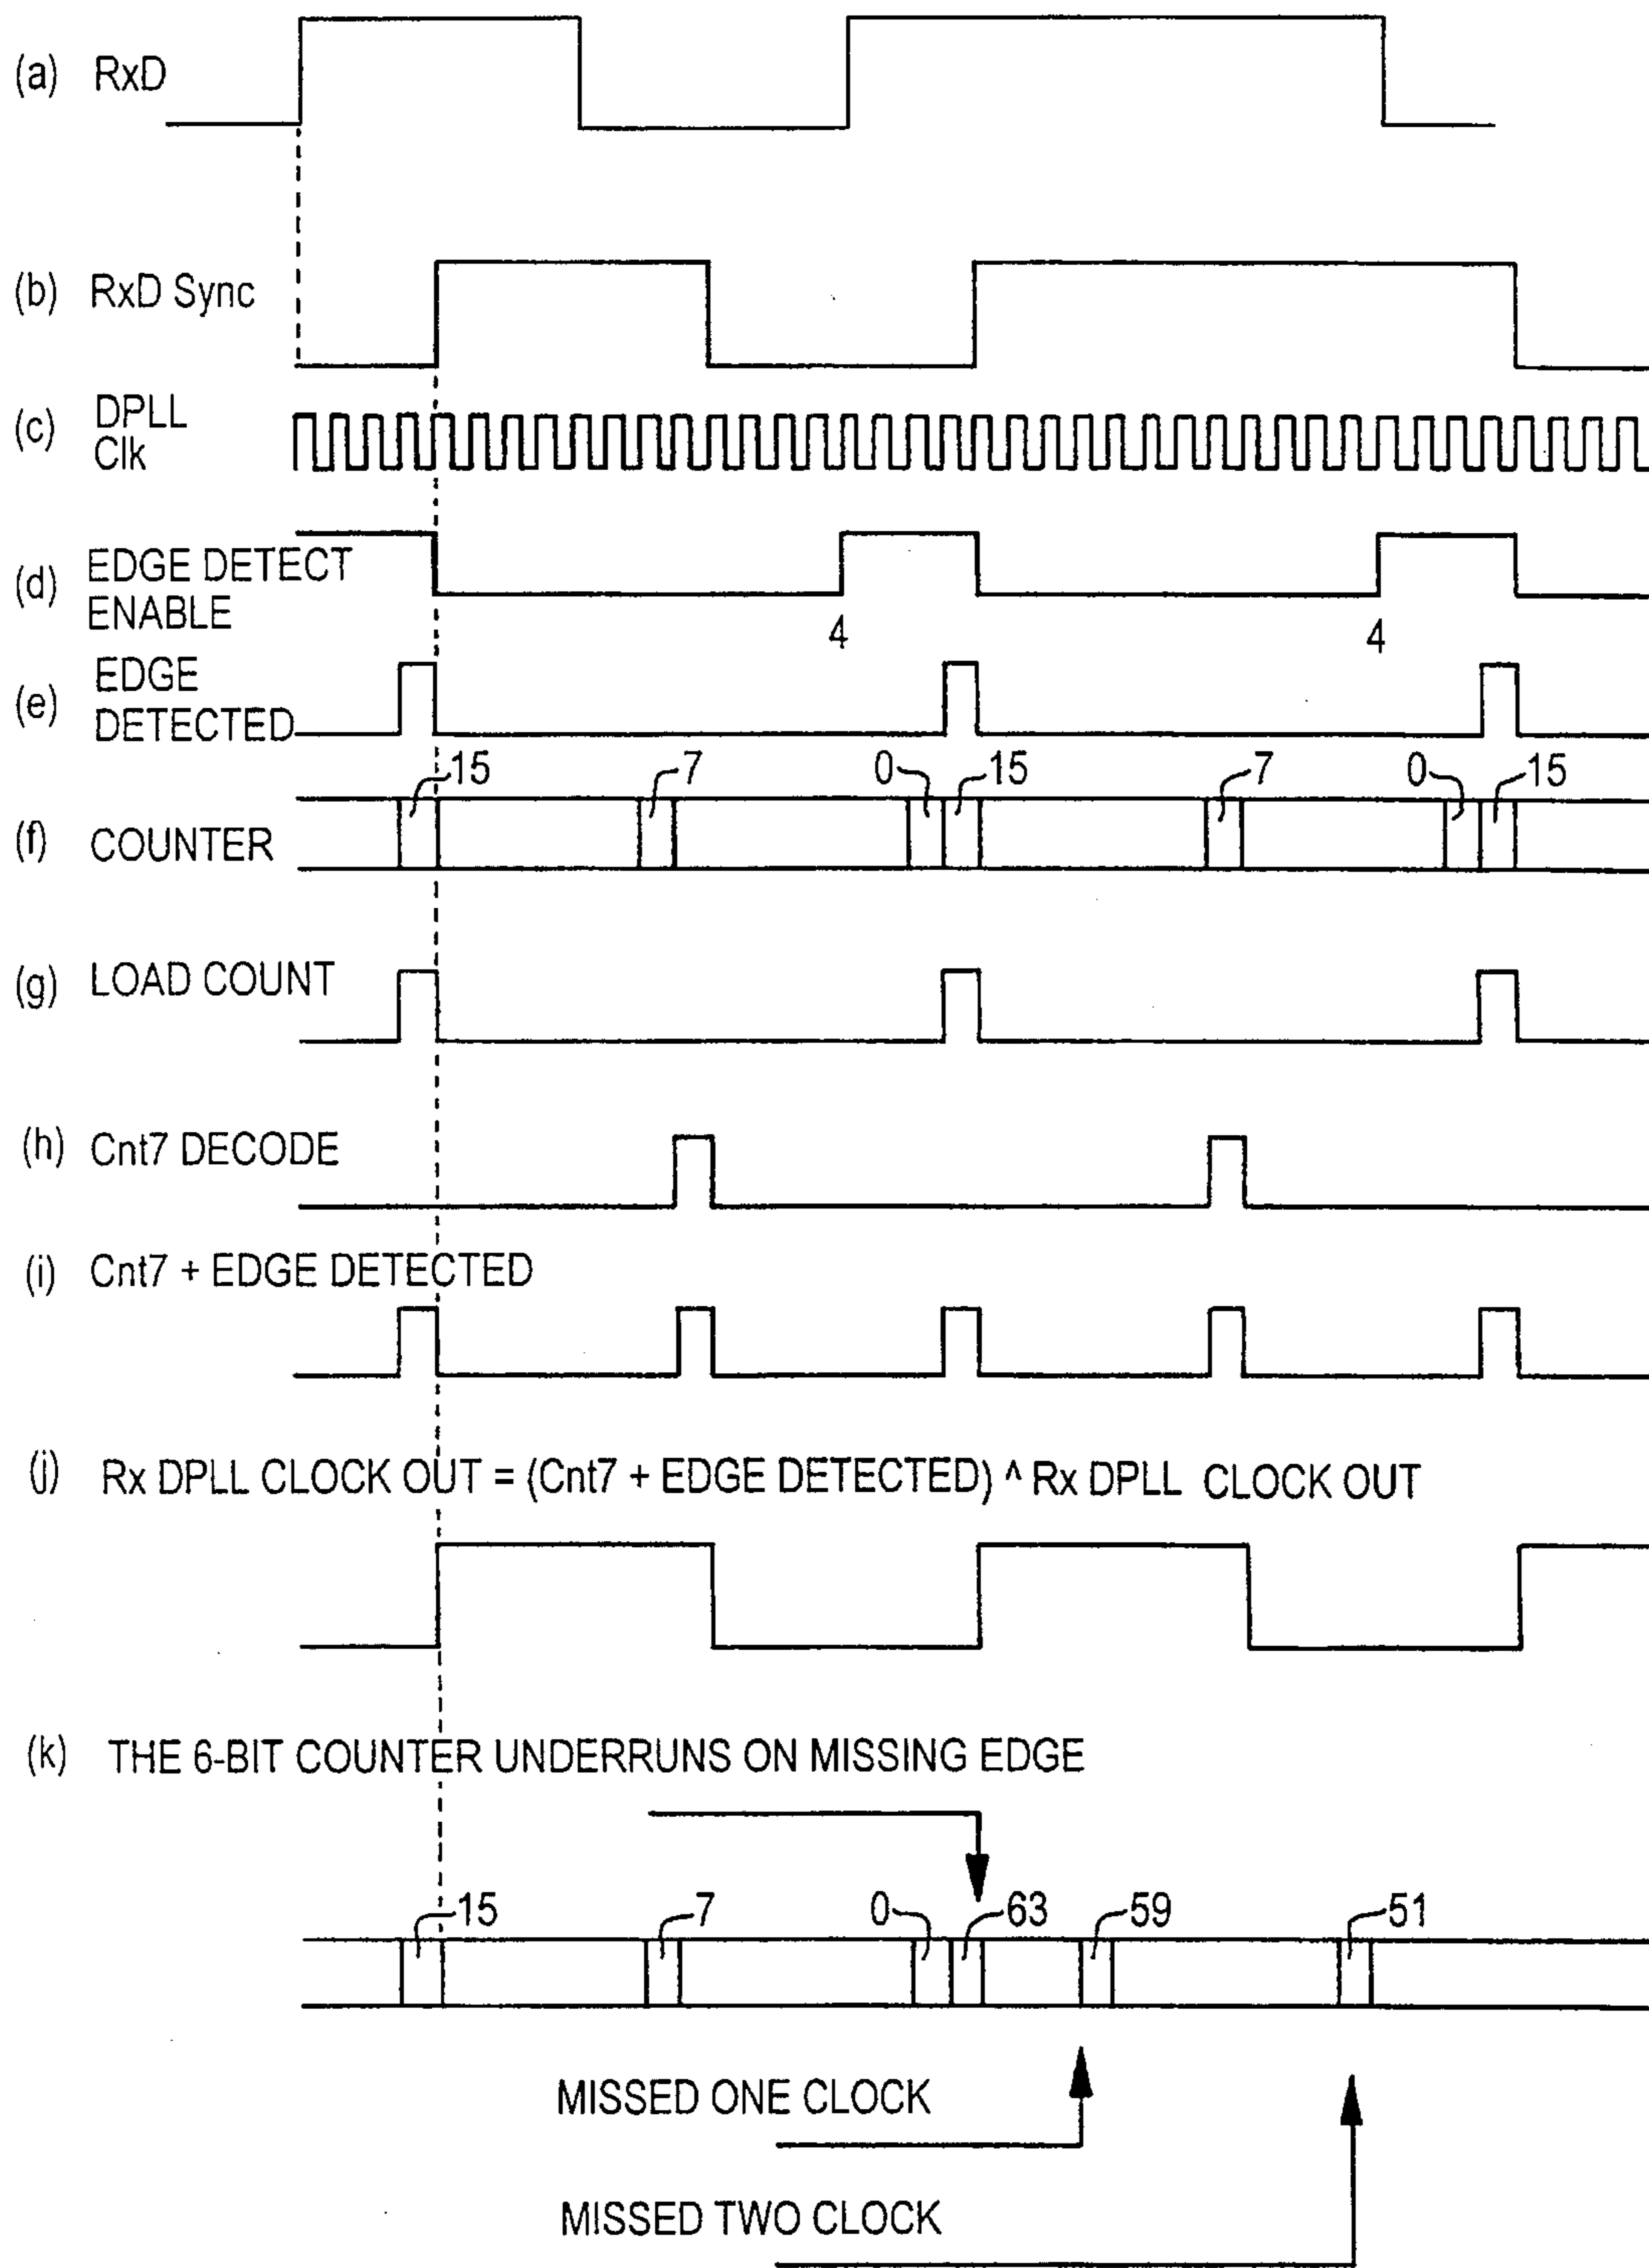 (a) RxD
(b) RxD Sync
(c) DPLL
Clk
(d) EDGE DETECT
ENABLE
4 4
(e) EDGE
DETECTED
15 7 0 15 7 0 15
(f) COUNTER
(g) LOAD COUNT
(h) Cnt7 DECODE
(i) Cnt7 + EDGE DETECTED
(j) Rx DPLL CLOCK OUT = (Cnt7 + EDGE DETECTED) ^ Rx DPLL CLOCK OUT
(k) THE 6-BIT COUNTER UNDERRUNS ON MISSING EDGE
15 7 0 63 59 51
MISSED ONE CLOCK
MISSED TWO CLOCK